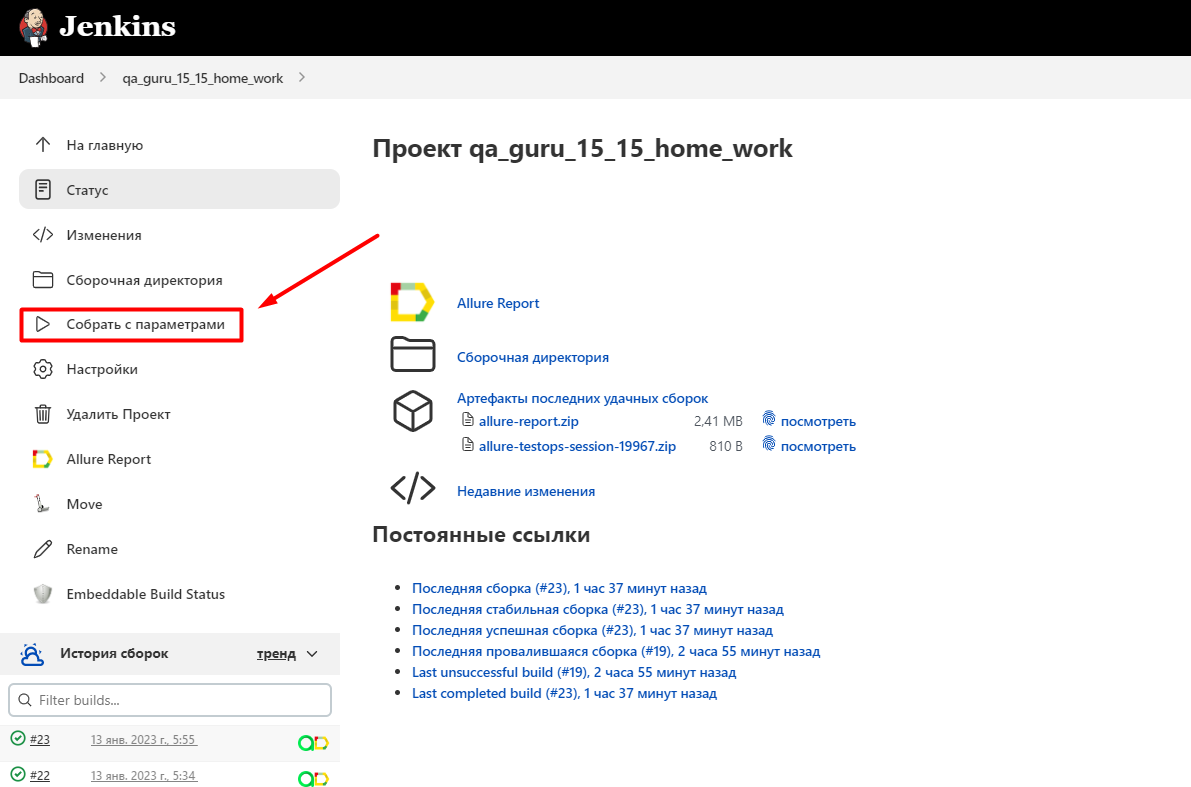 Jenkins
Dashboard
qa_guru_15_15_home_work
На главную
Статус
Изменения
Сборочная директория
Собрать с параметрами
Настройки
Удалить Проект
Allure Report
Move
Rename
Embeddable Build Status
История сборок
тренд
Filter builds...
#23 13 янв. 2023 г., 5:55
#22 13 янв. 2023 г., 5:34
Проект qa_guru_15_15_home_work
Allure Report
Сборочная директория
Артефакты последних удачных сборок
allure-report.zip 2,41 MB посмотреть
allure-testops-session-19967.zip 810 B посмотреть
Недавние изменения
Постоянные ссылки
Последняя сборка (#23), 1 час 37 минут назад
Последняя стабильная сборка (#23), 1 час 37 минут назад
Последняя успешная сборка (#23), 1 час 37 минут назад
Последняя провалившаяся сборка (#19), 2 часа 55 минут назад
Last unsuccessful build (#19), 2 часа 55 минут назад
Last completed build (#23), 1 час 37 минут назад